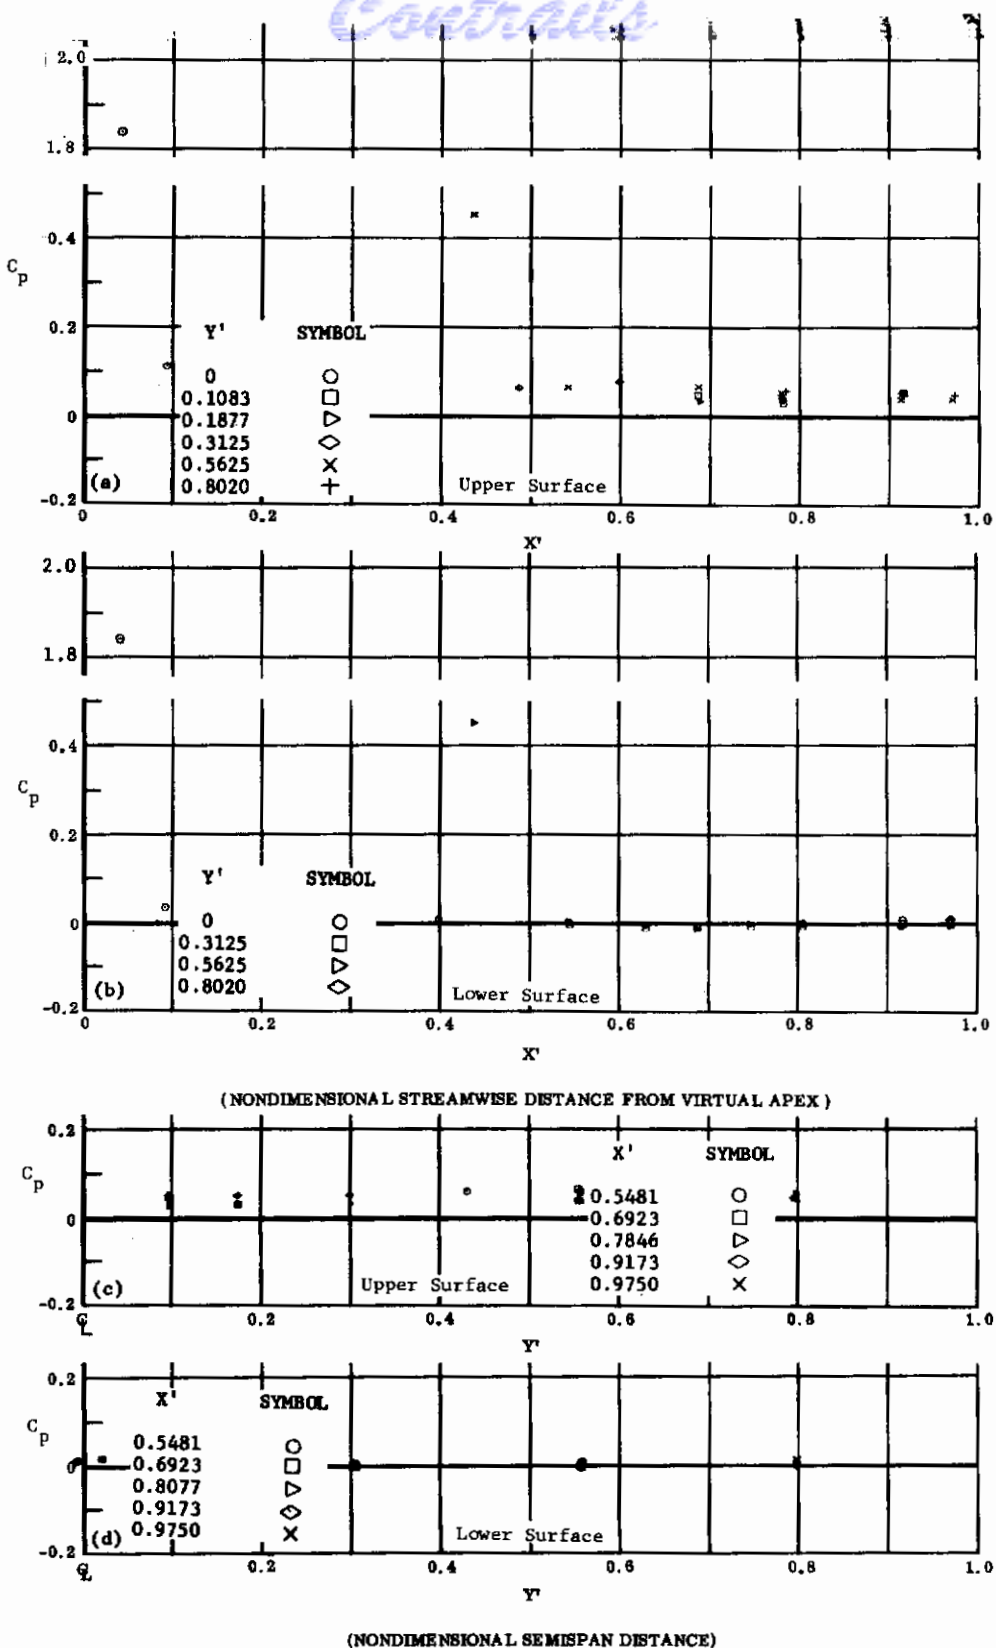 Contrails
2.0
1.8
0.4
C_p
0.2
Y' SYMBOL
0 ○
0.1083 □
0 0.1877 ▷
0.3125 ◇
0.5625 ×
(a) 0.8020 + Upper Surface
-0.2
0 0.2 0.4 0.6 0.8 1.0
X'
2.0
1.8
0.4
C_p
0.2
Y' SYMBOL
0 0 ○
0.3125 □
0.5625 ▷
(b) 0.8020 ◇ Lower Surface
-0.2
0 0.2 0.4 0.6 0.8 1.0
X'
(NONDIMENSIONAL STREAMWISE DISTANCE FROM VIRTUAL APEX)
0.2
X' SYMBOL
C_p
0.5481 ○
0 0.6923 □
0.7846 ▷
0.9173 ◇
(c) Upper Surface 0.9750 ×
-0.2
℄ 0.2 0.4 0.6 0.8 1.0
Y'
0.2
X' SYMBOL
C_p
0.5481 ○
0 0.6923 □
0.8077 ▷
0.9173 ◇
(d) 0.9750 × Lower Surface
-0.2
℄ 0.2 0.4 0.6 0.8 1.0
Y'
(NONDIMENSIONAL SEMISPAN DISTANCE)